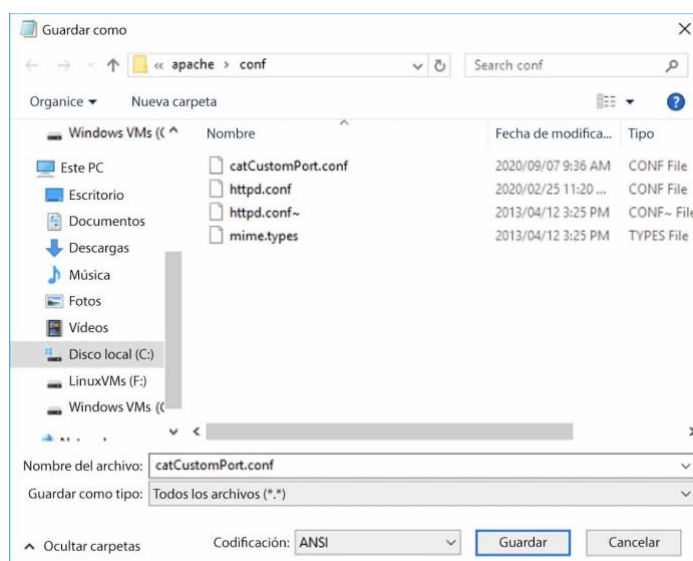 Guardar como
« apache › conf
Search conf
Organice
Nueva carpeta
Windows VMs ((
Nombre
Fecha de modifica...
Tipo
Este PC
catCustomPort.conf
2020/09/07 9:36 AM
CONF File
Escritorio
httpd.conf
2020/02/25 11:20 ...
CONF File
Documentos
httpd.conf~
2013/04/12 3:25 PM
CONF~ File
Descargas
mime.types
2013/04/12 3:25 PM
TYPES File
Música
Fotos
Vídeos
Disco local (C:)
LinuxVMs (F:)
Windows VMs ((
Nombre del archivo: catCustomPort.conf
Guardar como tipo: Todos los archivos (*.*)
Ocultar carpetas
Codificación: ANSI
Guardar
Cancelar